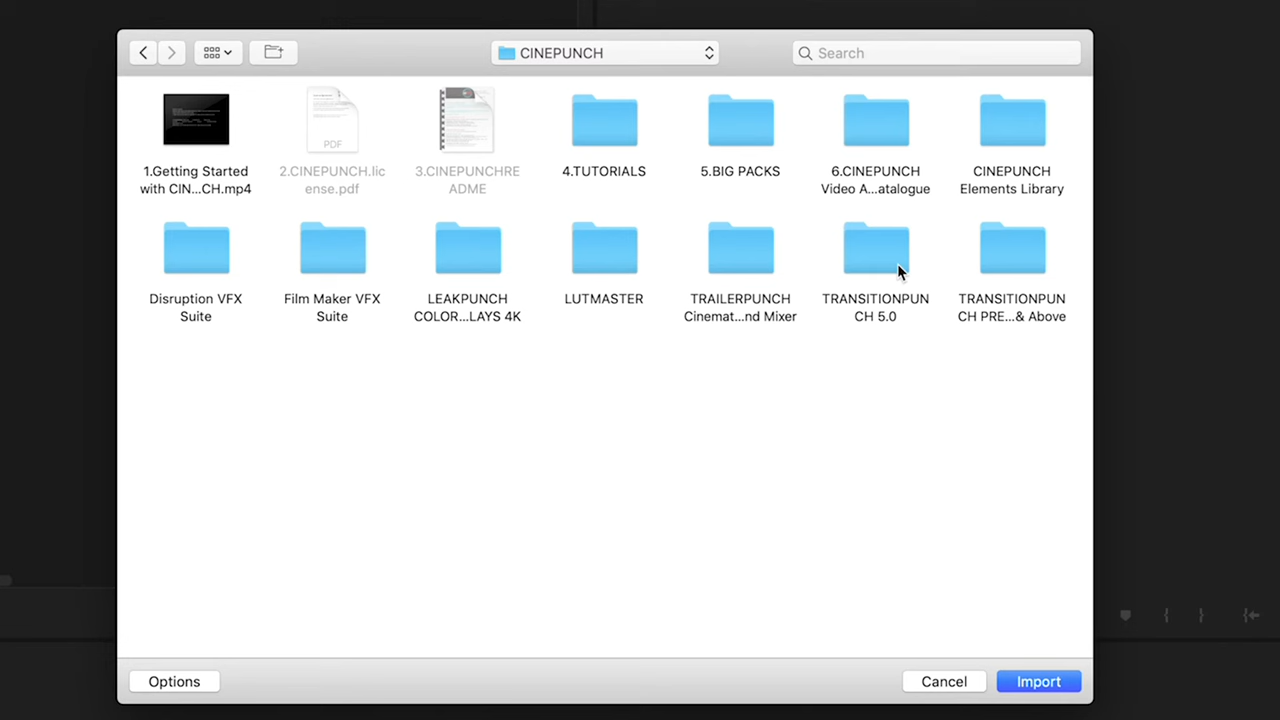 CINEPUNCH
Search
PDF
1.Getting Started
with CIN...CH.mp4
2.CINEPUNCH.lic
ense.pdf
3.CINEPUNCHRE
ADME
4.TUTORIALS
5.BIG PACKS
6.CINEPUNCH
Video A...atalogue
CINEPUNCH
Elements Library
Disruption VFX
Suite
Film Maker VFX
Suite
LEAKPUNCH
COLOR...LAYS 4K
LUTMASTER
TRAILERPUNCH
Cinemat...nd Mixer
TRANSITIONPUN
CH 5.0
TRANSITIONPUN
CH PRE...& Above
Options
Cancel
Import